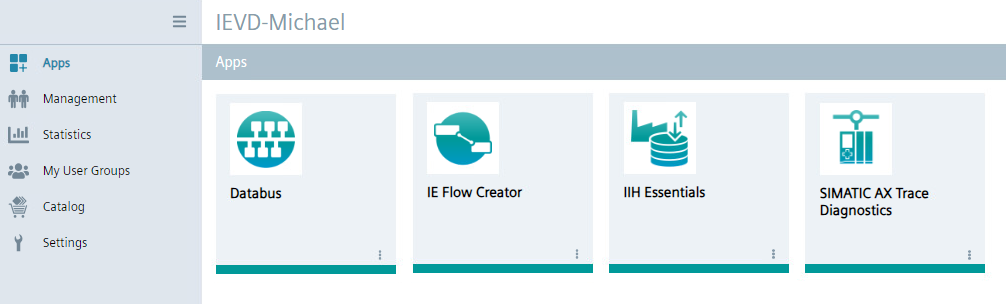 IEVD-Michael
Apps
Apps
Management
Statistics
My User Groups
Catalog
Settings
Databus
IE Flow Creator
IIH Essentials
SIMATIC AX Trace
Diagnostics